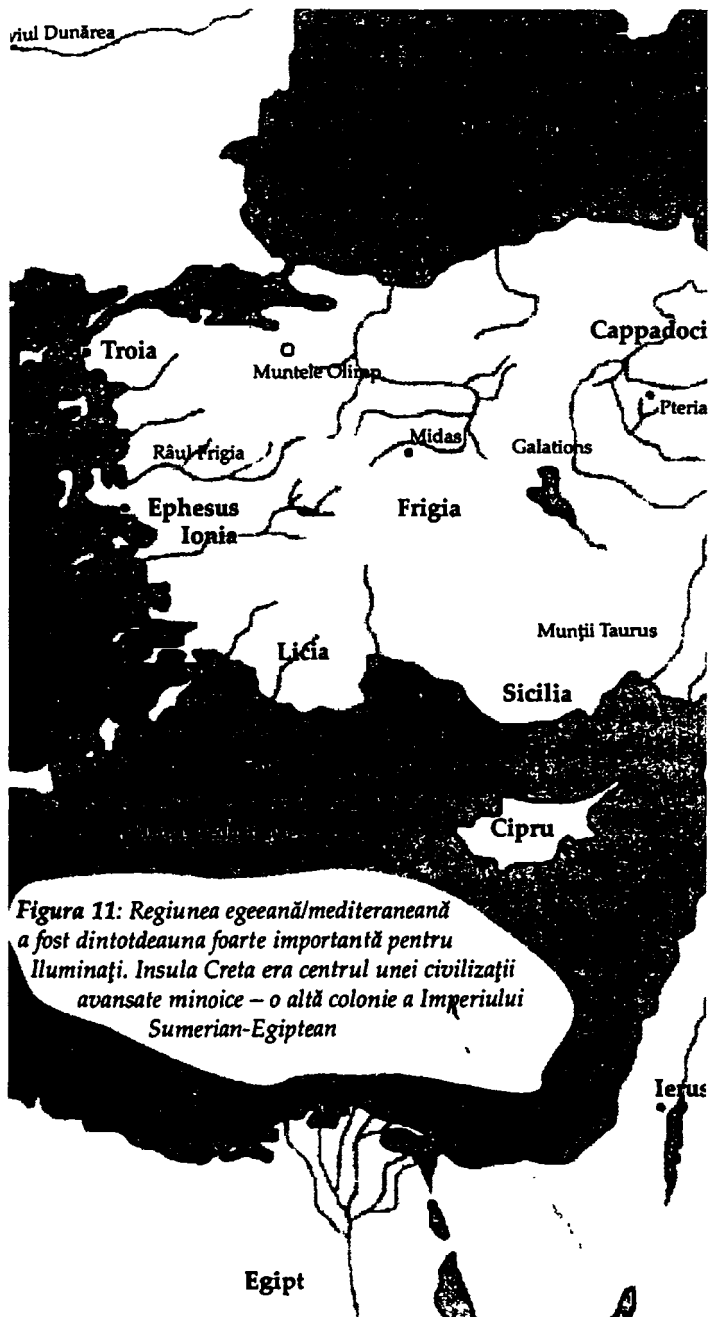 viul Dunărea
Troia
Muntele Olimp
Cappadoci
Pteria
Midas
Galations
Râul Frigia
Ephesus
Ionia
Frigia
Licia
Munții Taurus
Sicilia
Cipru
Figura 11: Regiunea egeeană/mediteraneană
a fost dintotdeauna foarte importantă pentru
Iluminați. Insula Creta era centrul unei civilizații
avansate minoice – o altă colonie a Imperiului
Sumerian-Egiptean
Ierus
Egipt